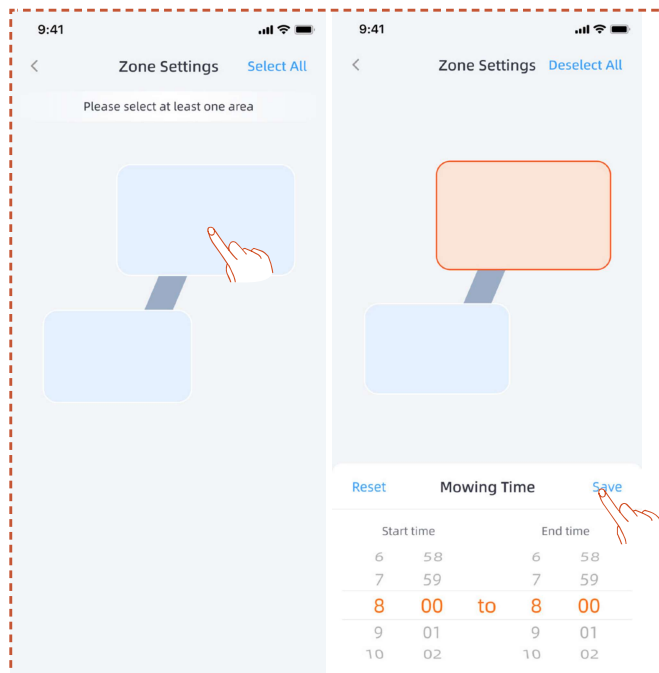 9:41
Zone Settings Select All
Please select at least one area
9:41
Zone Settings Deselect All
Reset Mowing Time Save
Start time End time
6 58 6 58
7 59 7 59
8 00 to 8 00
9 01 9 01
10 02 10 02